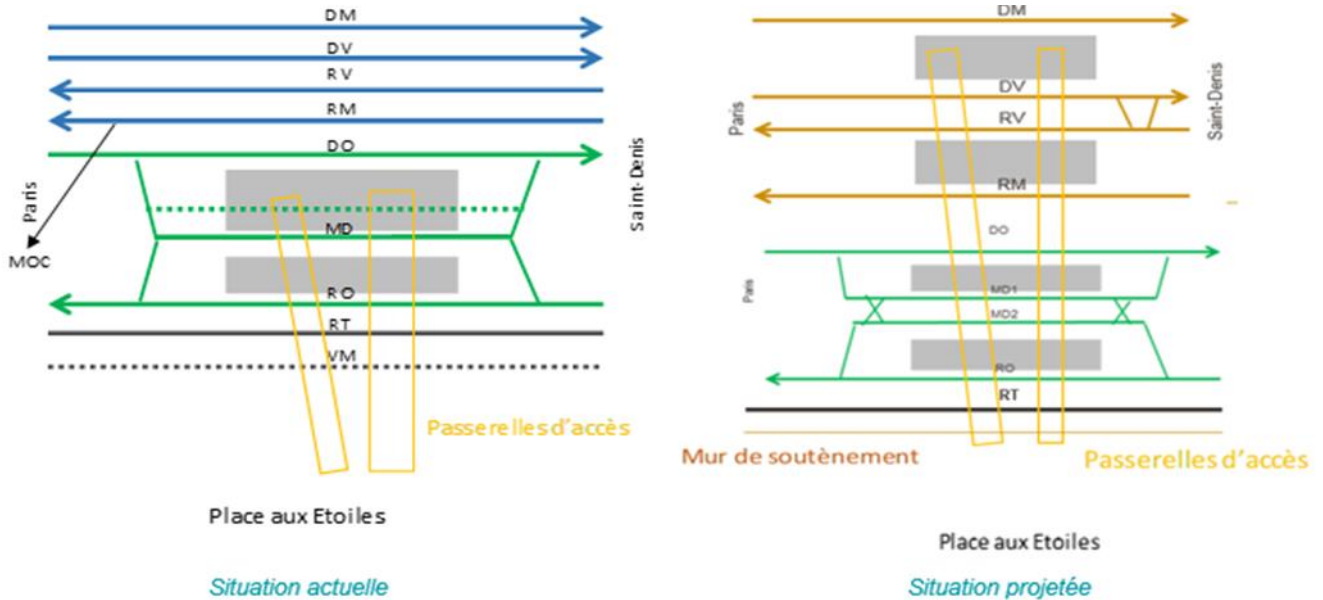 DM
DV
RV
RM
DO
Paris
Saint-Denis
MOC
MD
RO
RT
VM
Passerelles d'accès
Place aux Etoiles
Situation actuelle
DM
DV
RV
Paris
Saint-Denis
RM
DO
Paris
MD1
MD2
RO
RT
Mur de soutènement
Passerelles d'accès
Place aux Etoiles
Situation projetée